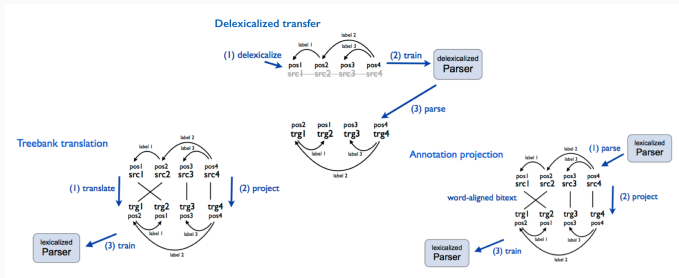 Delexicalized transfer
label 2
label 1 label 3
(1) delexicalize
(2) train
pos1 pos2 pos3 pos4
src1 src2 src3 src4
delexicalized
Parser
(3) parse
pos2 pos1 pos3 pos4
trg1 trg2 trg3 trg4
label 1 label 3
label 2
Treebank translation
label 2
label 1 label 3
pos1 pos2 pos3 pos4
src1 src2 src3 src4
(1) translate
(2) project
trg1 trg2 trg3 trg4
pos2 pos1 pos3 pos4
label 1 label 3
label 2
lexicalized
Parser
(3) train
Annotation projection
label 2
label 1 label 3
(1) parse
lexicalized
Parser
pos1 pos2 pos3 pos4
src1 src2 src3 src4
word-aligned bitext
(2) project
trg1 trg2 trg3 trg4
pos2 pos1 pos3 pos4
label 1 label 3
label 2
lexicalized
Parser
(3) train